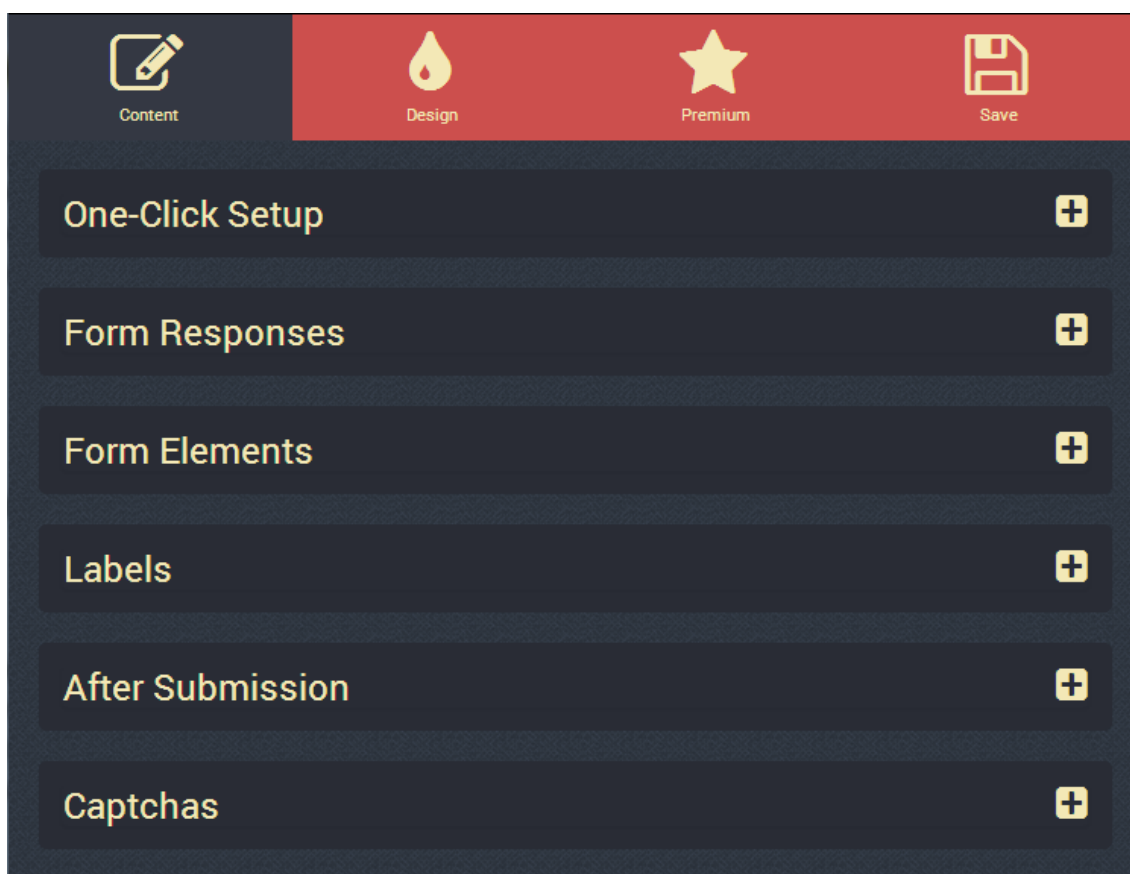 Content
Design
Premium
Save
One-Click Setup
Form Responses
Form Elements
Labels
After Submission
Captchas